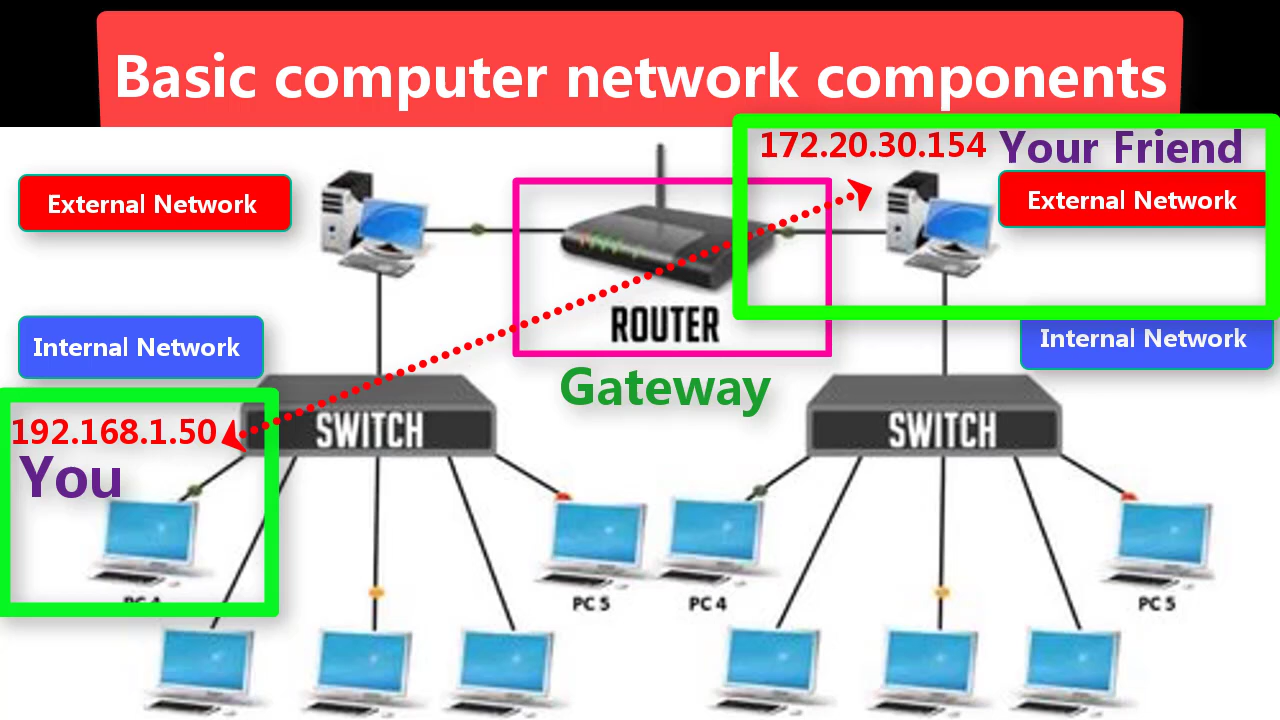 Basic computer network components
172.20.30.154 Your Friend
External Network
External Network
ROUTER
Internal Network
Internal Network
Gateway
192.168.1.50
SWITCH
SWITCH
You
PC 5
PC 4
PC 5